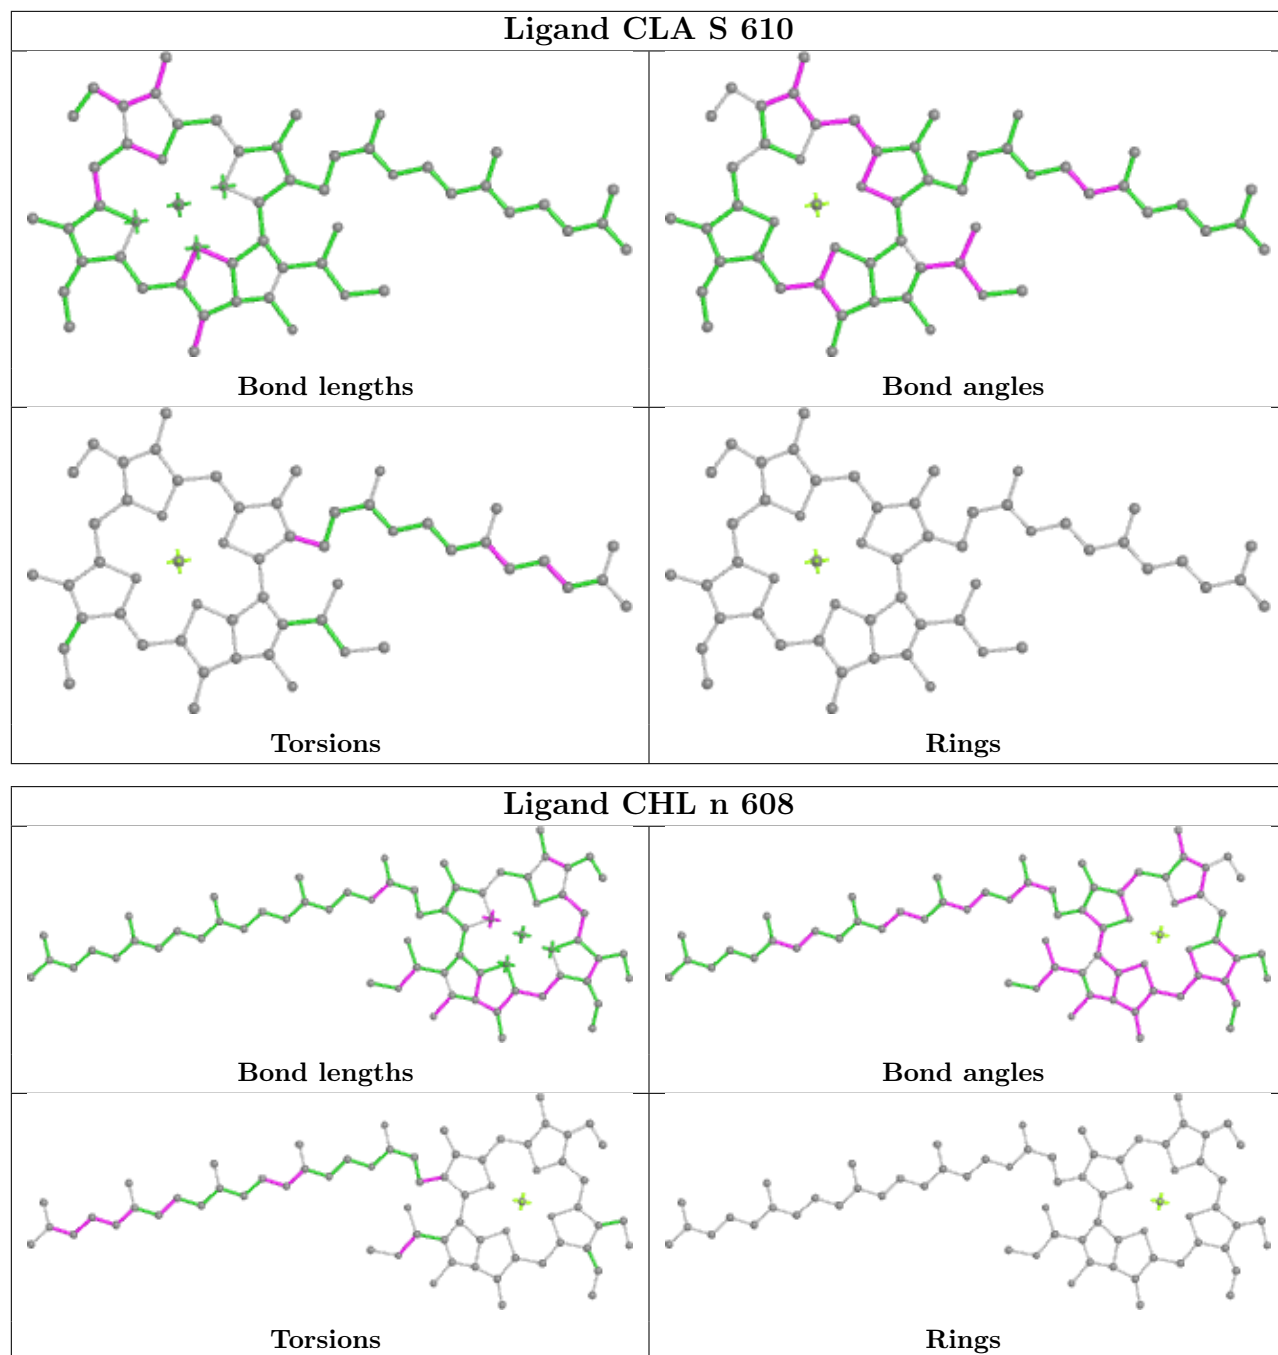 Ligand CLA S 610
Bond lengths
Bond angles
Torsions
Rings
Ligand CHL n 608
Bond lengths
Bond angles
Torsions
Rings